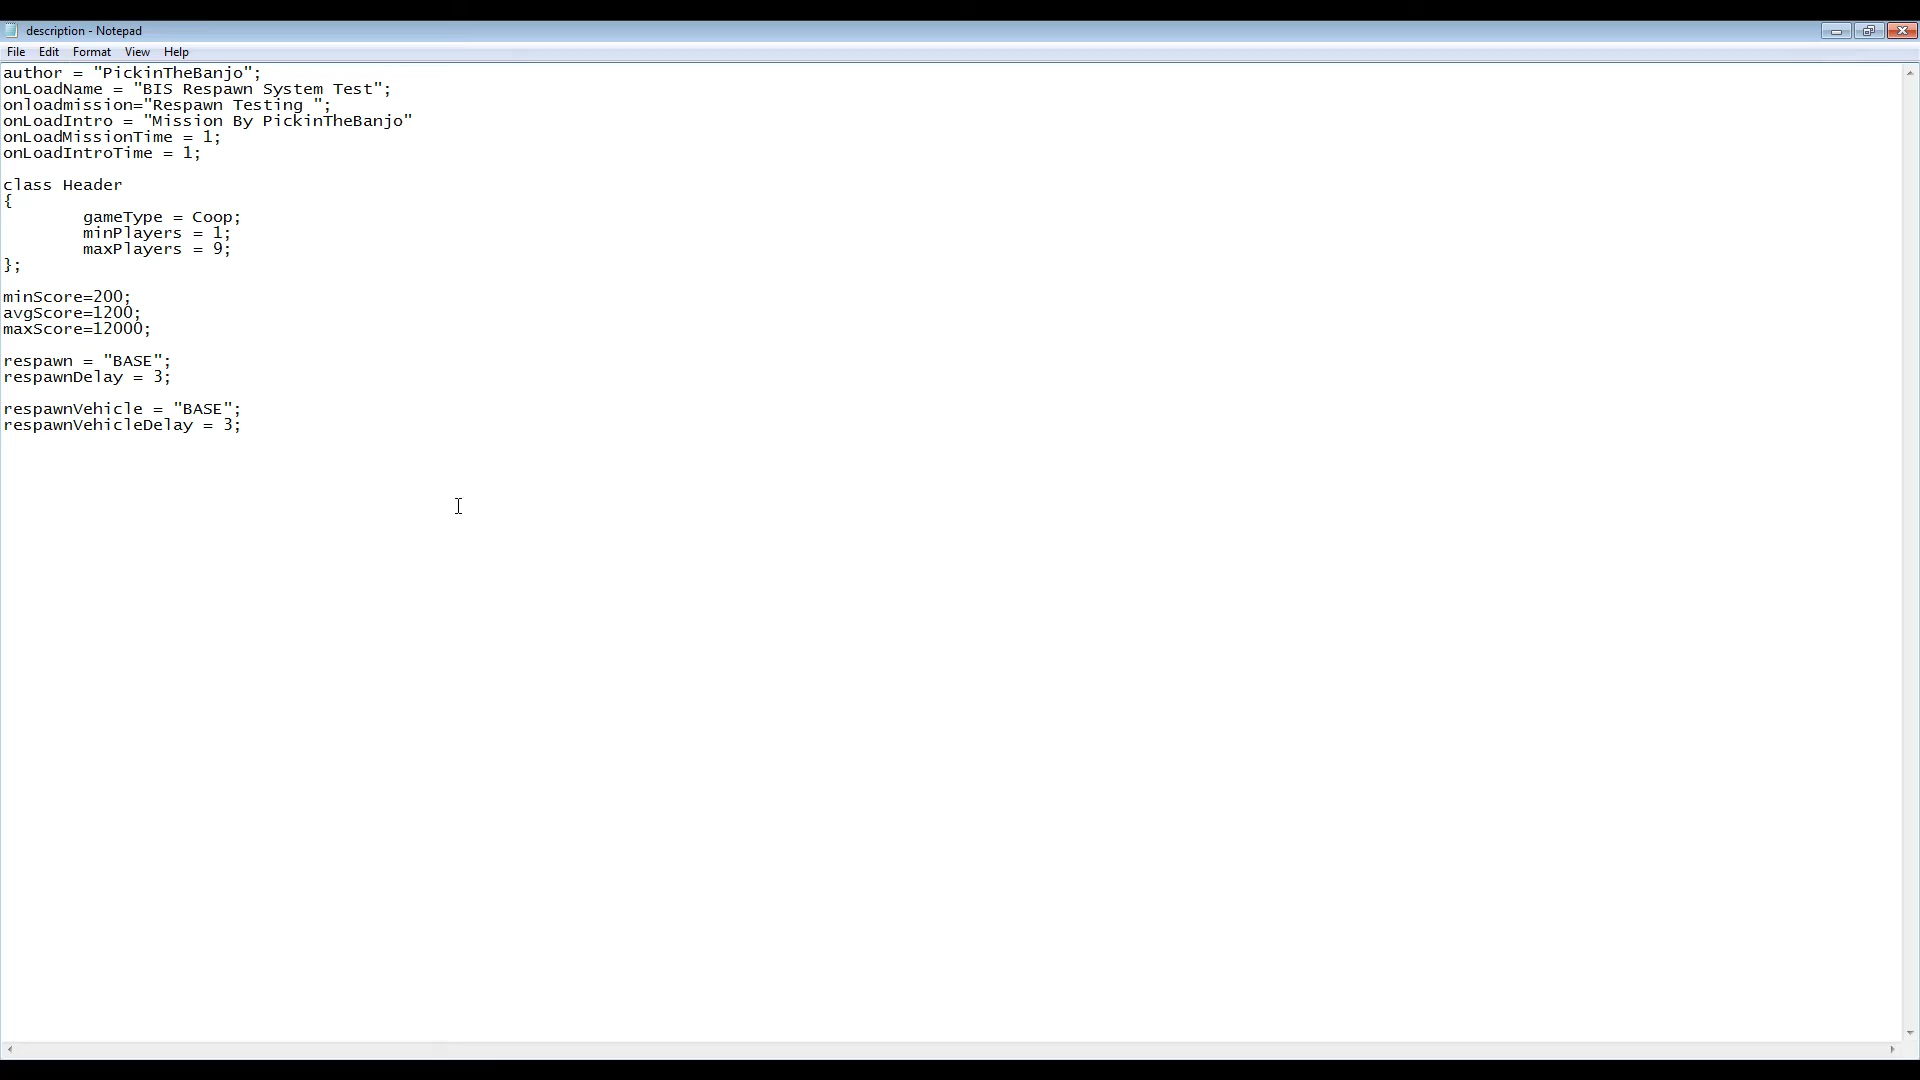 description - Notepad
File Edit Format View Help
author = "PickinTheBanjo";
onLoadName = "BIS Respawn System Test";
onloadmission="Respawn Testing ";
onLoadIntro = "Mission By PickinTheBanjo"
onLoadMissionTime = 1;
onLoadIntroTime = 1;
class Header
{
gameType = Coop;
minPlayers = 1;
maxPlayers = 9;
};
minScore=200;
avgScore=1200;
maxScore=12000;
respawn = "BASE";
respawnDelay = 3;
respawnVehicle = "BASE";
respawnVehicleDelay = 3;